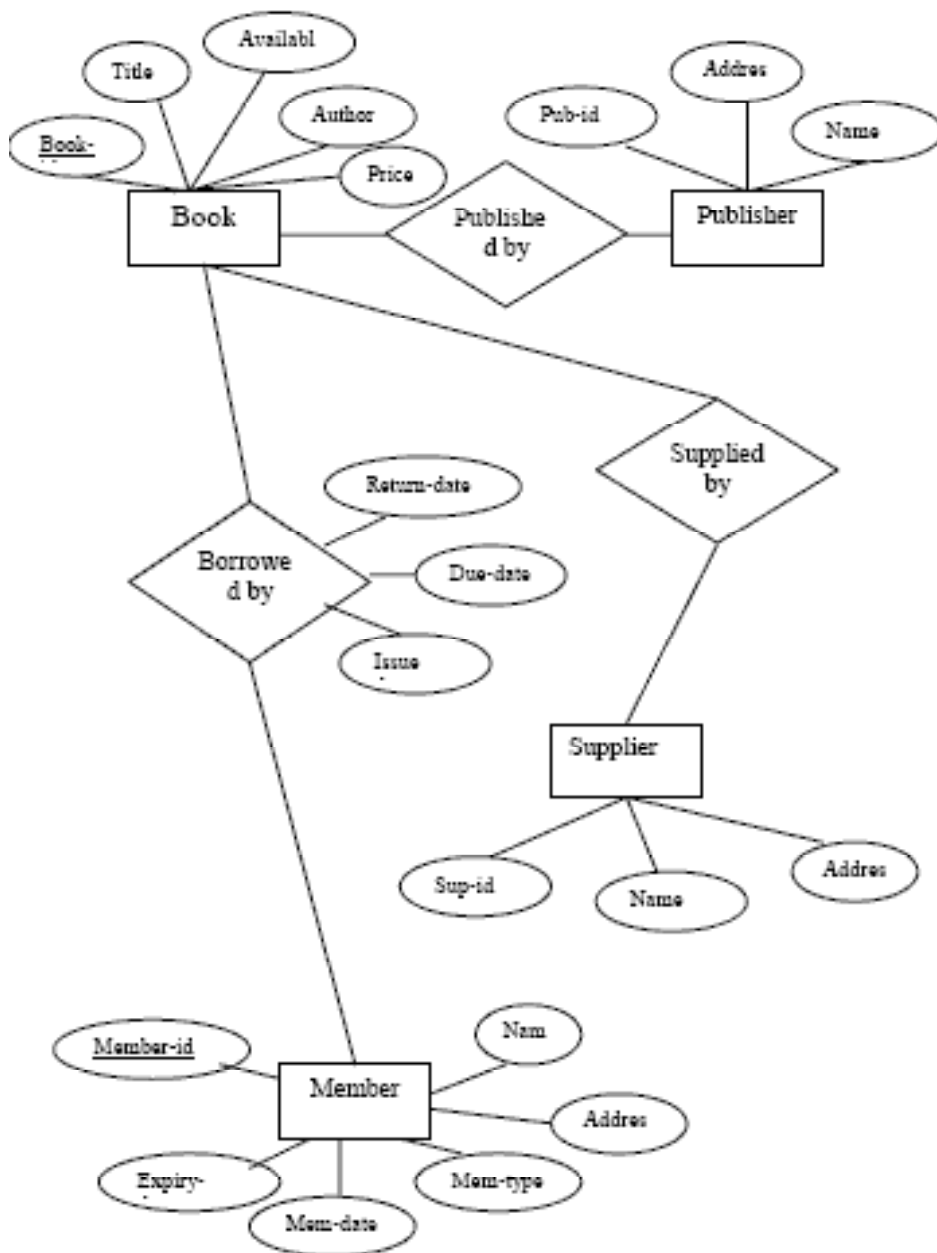 Availabl
Title
Addres
Author
Pub-id
Name
Book-
Price
Book
Publishe
d by
Publisher
Supplied
by
Return-date
Borrowe
d by
Due-date
Issue
Supplier
Sup-id
Name
Addres
Nam
Member-id
Member
Addres
Expiry-
Mem-type
Mem-date